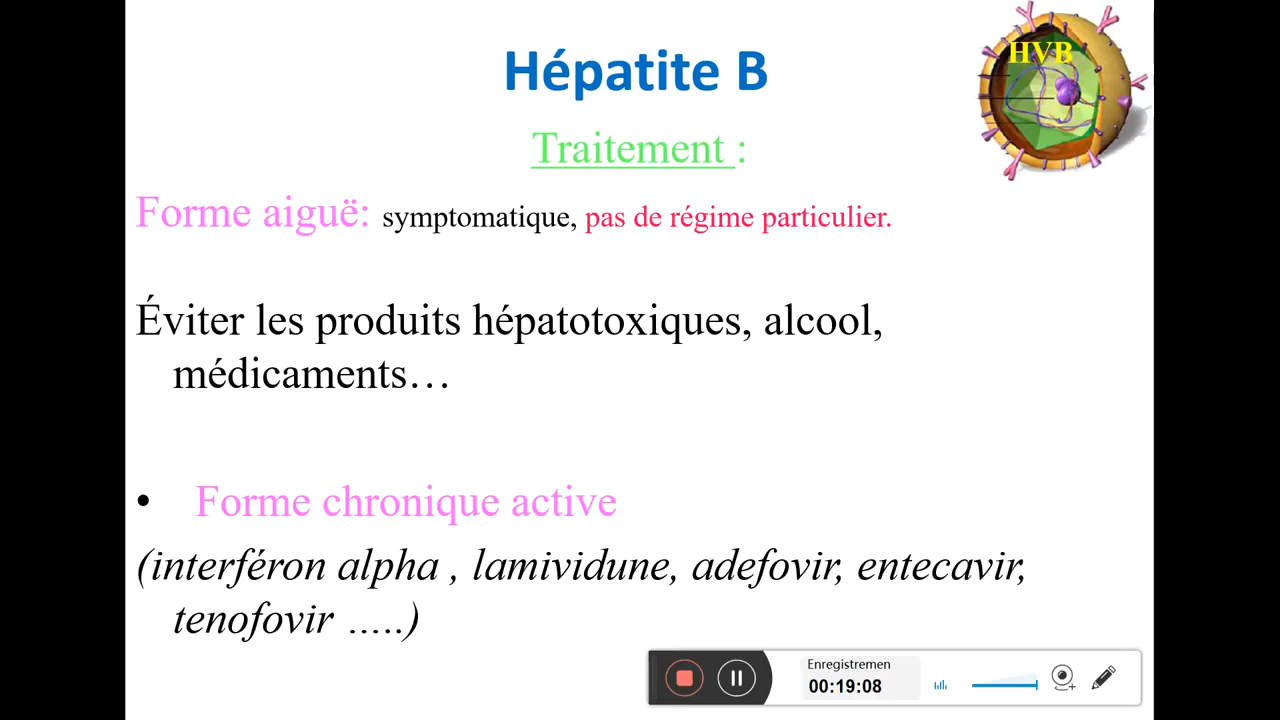 HVB
Hépatite B
Traitement :
Forme aiguë: symptomatique, pas de régime particulier.
Éviter les produits hépatotoxiques, alcool,
médicaments…
• Forme chronique active
(interféron alpha , lamividune, adefovir, entecavir,
tenofovir …..)
Enregistremen
00:19:08